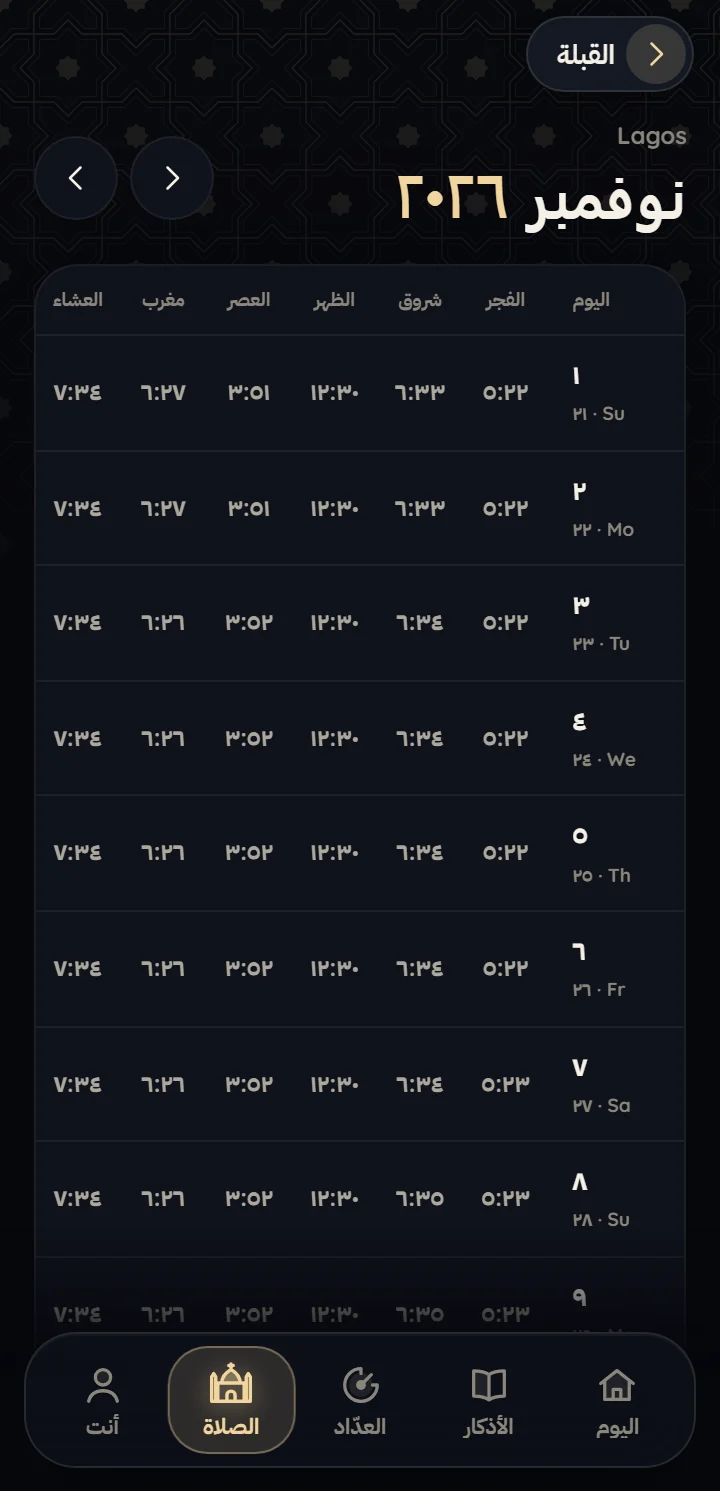 القبلة
Lagos
نوفمبر ٢٠٢٦
اليوم الفجر شروق الظهر العصر مغرب العشاء
١ ٥:٢٢ ٦:٣٣ ١٢:٣٠ ٣:٥١ ٦:٢٧ ٧:٣٤
٢١ · Su
٢ ٥:٢٢ ٦:٣٣ ١٢:٣٠ ٣:٥١ ٦:٢٧ ٧:٣٤
٢٢ · Mo
٣ ٥:٢٢ ٦:٣٤ ١٢:٣٠ ٣:٥٢ ٦:٢٦ ٧:٣٤
٢٣ · Tu
٤ ٥:٢٢ ٦:٣٤ ١٢:٣٠ ٣:٥٢ ٦:٢٦ ٧:٣٤
٢٤ · We
٥ ٥:٢٢ ٦:٣٤ ١٢:٣٠ ٣:٥٢ ٦:٢٦ ٧:٣٤
٢٥ · Th
٦ ٥:٢٢ ٦:٣٤ ١٢:٣٠ ٣:٥٢ ٦:٢٦ ٧:٣٤
٢٦ · Fr
٧ ٥:٢٣ ٦:٣٤ ١٢:٣٠ ٣:٥٢ ٦:٢٦ ٧:٣٤
٢٧ · Sa
٨ ٥:٢٣ ٦:٣٥ ١٢:٣٠ ٣:٥٢ ٦:٢٦ ٧:٣٤
٢٨ · Su
٩ ٥:٢٣ ٦:٣٥ ١٢:٣٠ ٣:٥٢ ٦:٢٦ ٧:٣٤
اليوم الأذكار العدّاد الصلاة أنت